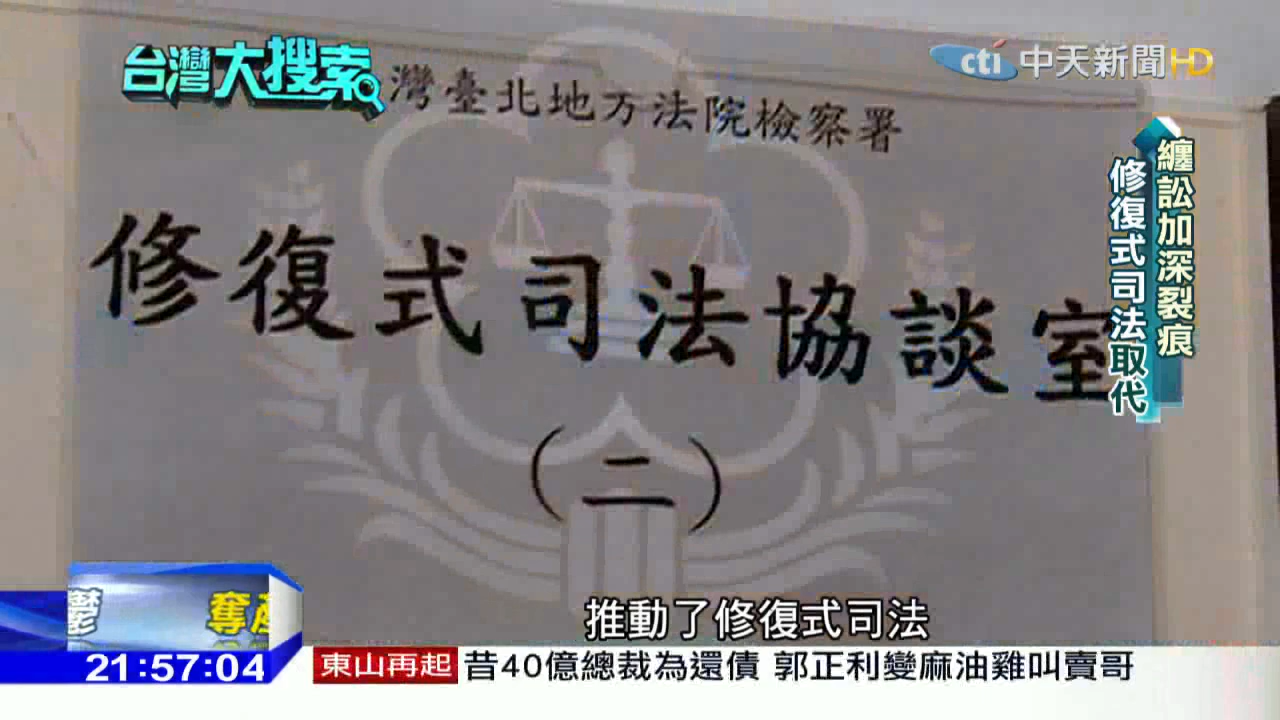 台灣大搜索
cti 中天新聞HD
灣臺北地方法院檢察署
修復式司法協談室
(二)
纏訟加深裂痕
修復式司法取代
推動了修復式司法
奪
21:57:04
東山再起 昔40億總裁為還債 郭正利變麻油雞叫賣哥